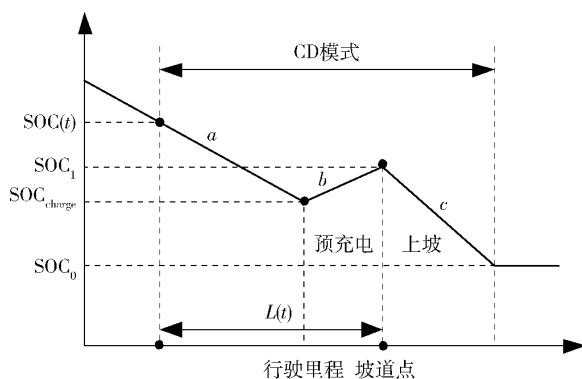 CD模式
SOC(t)
a
SOC₁
b
SOC_charge
c
预充电 上坡
SOC₀
L(t)
行驶里程 坡道点